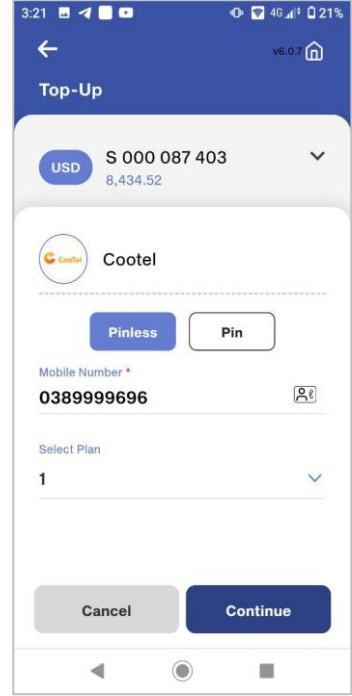 3:21 4G 21%
v6.0.7
Top-Up
USD S 000 087 403
8,434.52
CooTel Cootel
Pinless Pin
Mobile Number *
0389999696
Select Plan
1
Cancel Continue